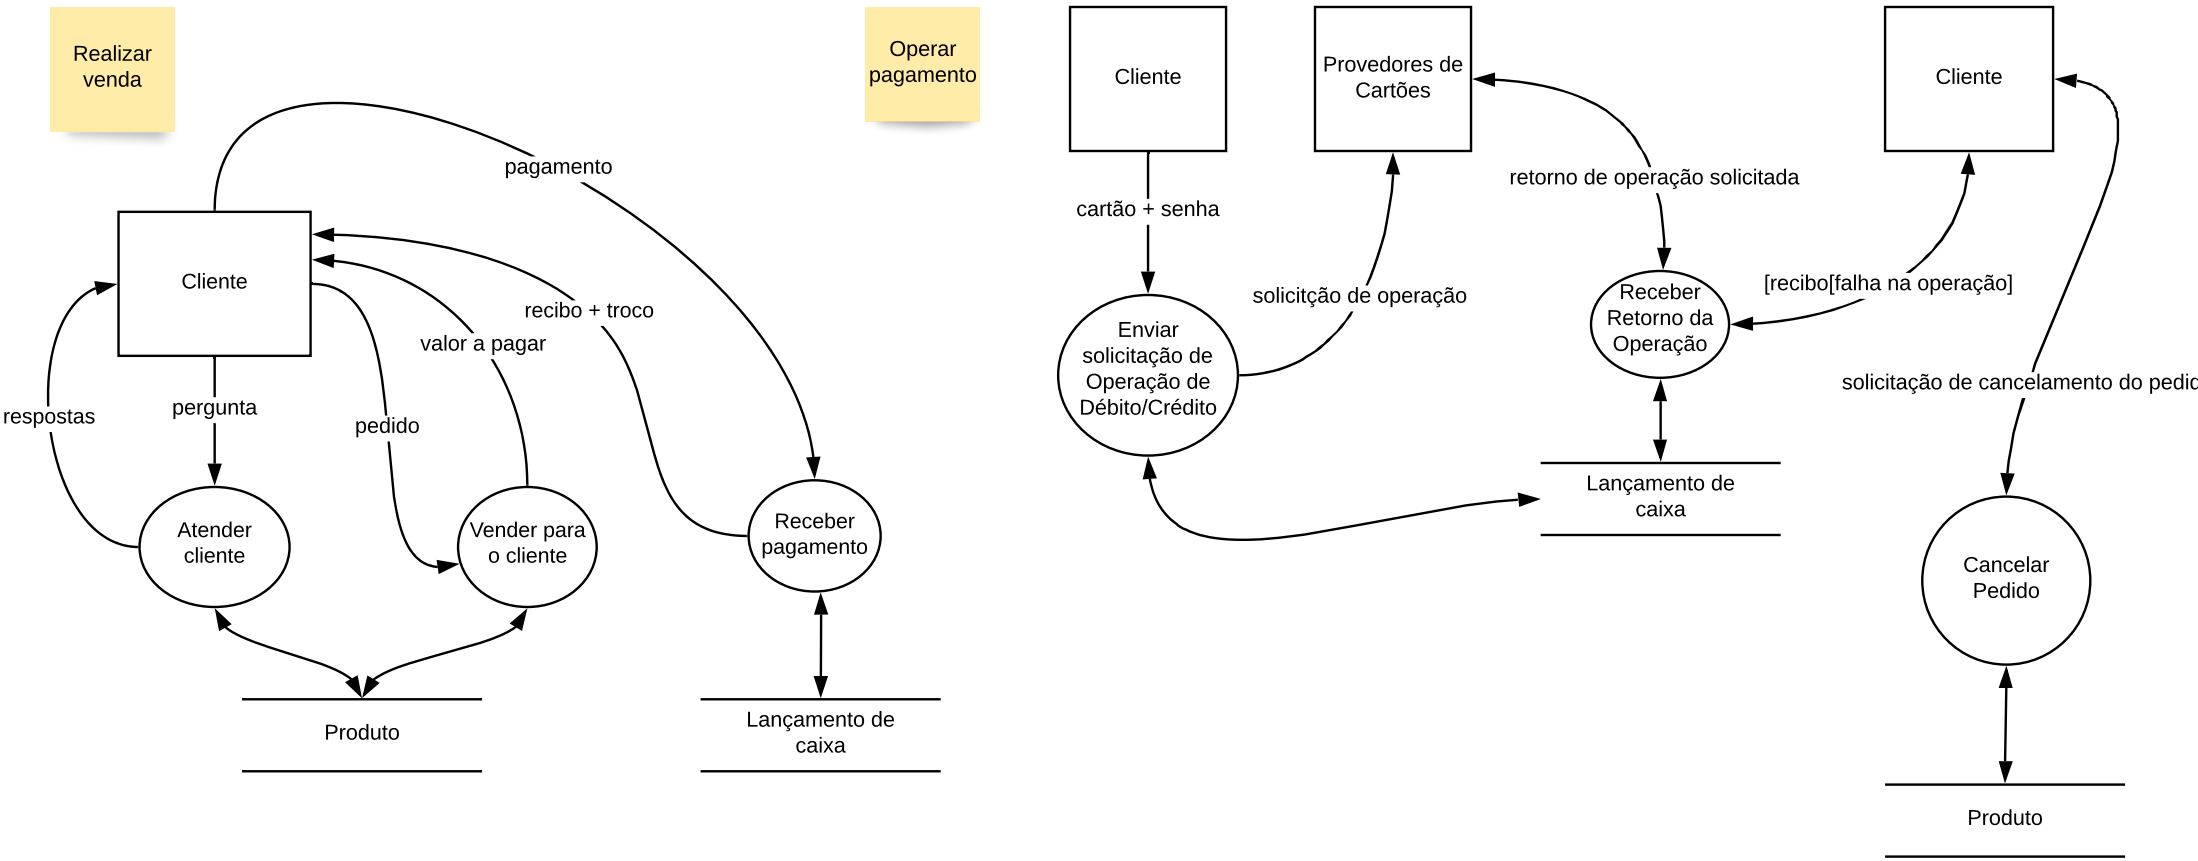 Realizar
venda
Operar
pagamento
Cliente
Provedores de
Cartões
Cliente
pagamento
retorno de operação solicitada
cartão + senha
Cliente
recibo + troco
valor a pagar
solicitção de operação
[recibo[falha na operação]
Receber
Retorno da
Operação
Enviar
solicitação de
Operação de
Débito/Crédito
respostas
pergunta
pedido
solicitação de cancelamento do pedid
Atender
cliente
Vender para
o cliente
Receber
pagamento
Lançamento de
caixa
Cancelar
Pedido
Produto
Lançamento de
caixa
Produto